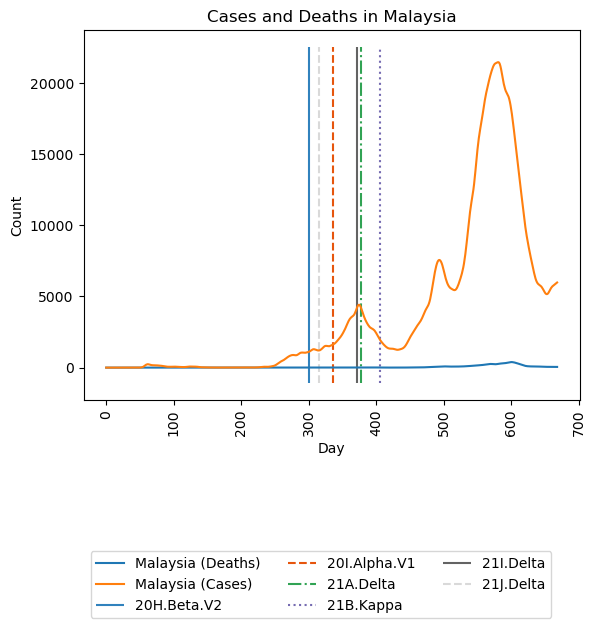 Cases and Deaths in Malaysia
Count
20000
15000
10000
5000
0
0 100 200 300 400 500 600 700
Day
Malaysia (Deaths) 20I.Alpha.V1 21I.Delta
Malaysia (Cases) 21A.Delta 21J.Delta
20H.Beta.V2 21B.Kappa